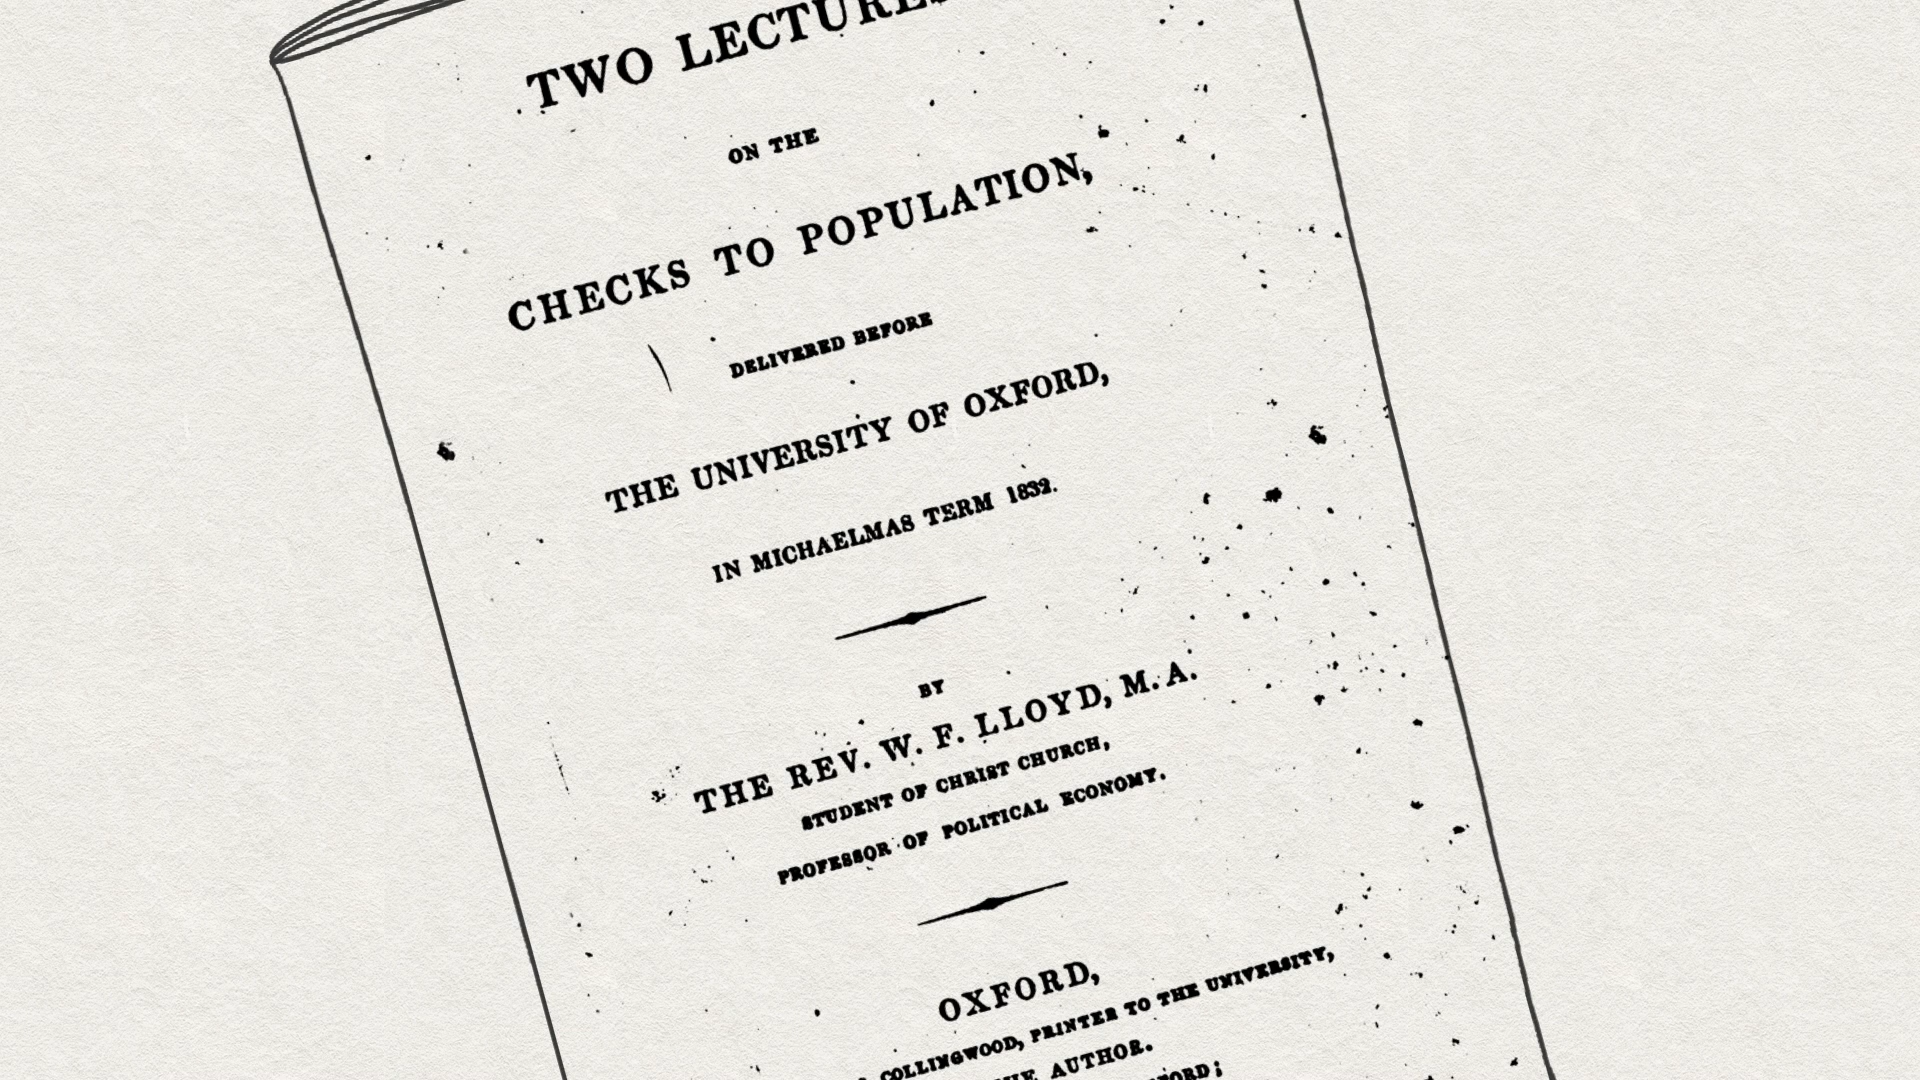 TWO LECTURES
ON THE
CHECKS TO POPULATION,
DELIVERED BEFORE
THE UNIVERSITY OF OXFORD,
IN MICHAELMAS TERM 1832.
BY
THE REV. W. F. LLOYD, M. A.
STUDENT OF CHRIST CHURCH,
PROFESSOR OF POLITICAL ECONOMY.
OXFORD,
COLLINGWOOD, PRINTER TO THE UNIVERSITY,
AUTHOR.